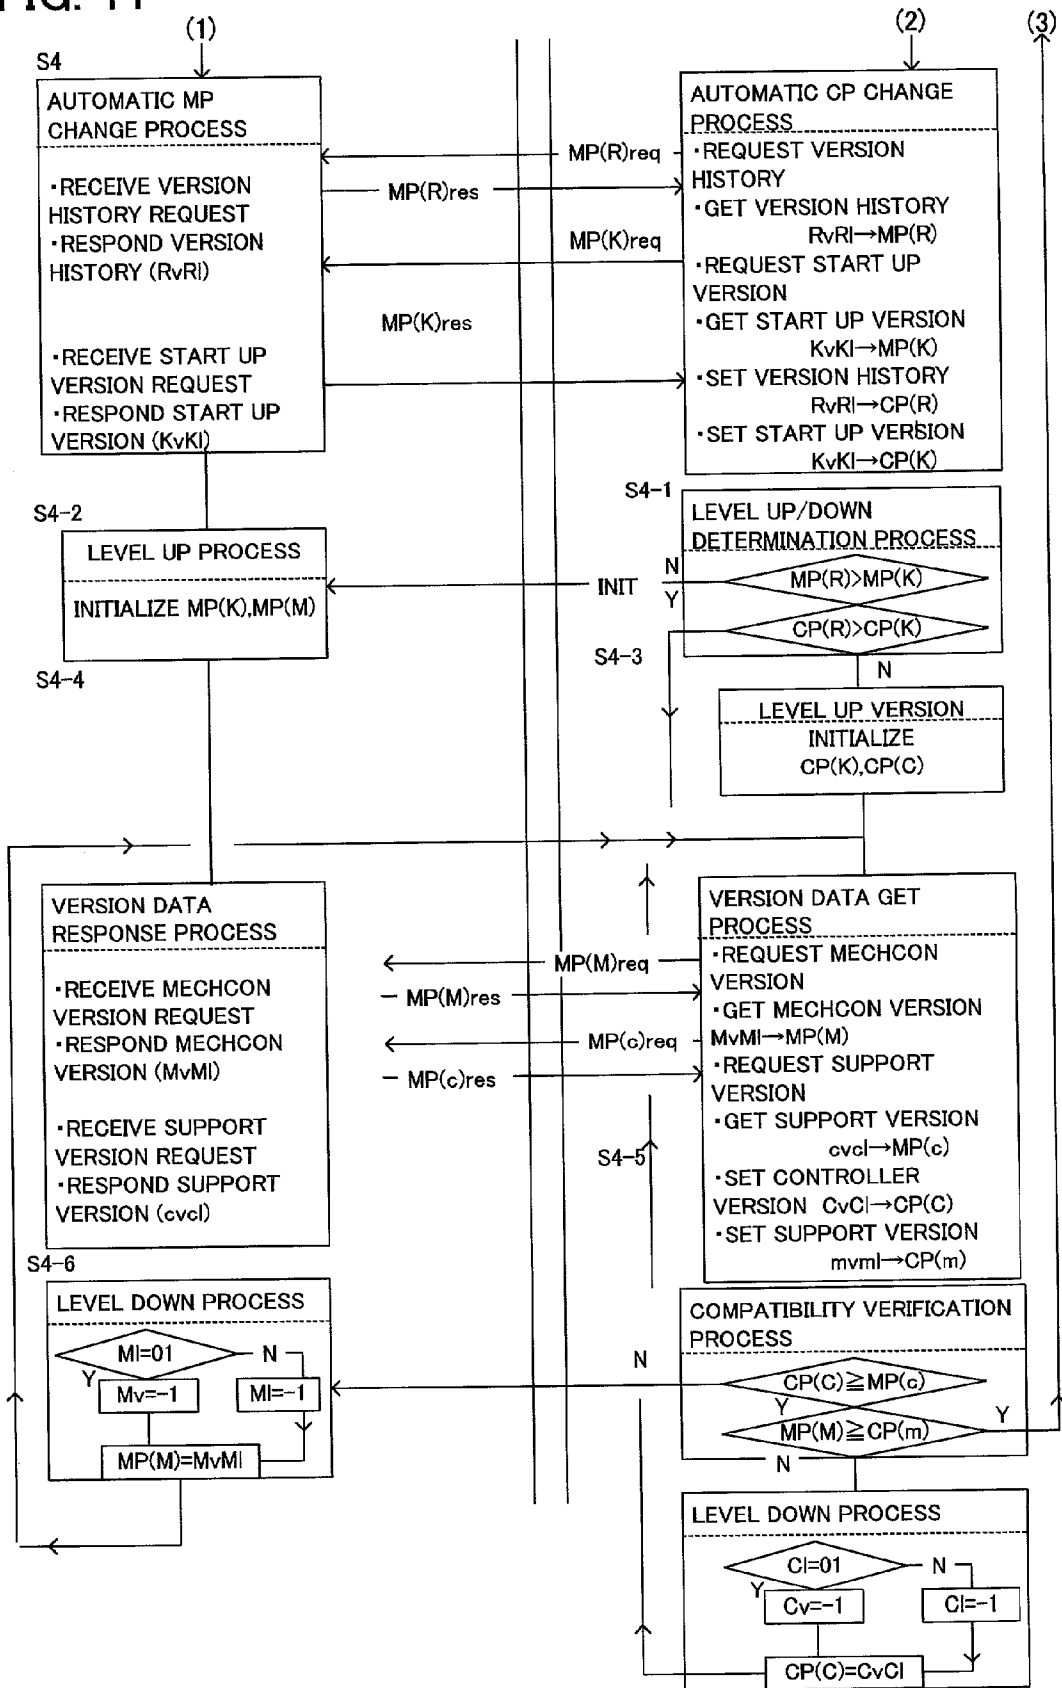 FIG. 11
(1)
(2)
(3)
S4
AUTOMATIC MP
CHANGE PROCESS
・RECEIVE VERSION
HISTORY REQUEST
・RESPOND VERSION
HISTORY (RvRl)
・RECEIVE START UP
VERSION REQUEST
・RESPOND START UP
VERSION (KvKl)
MP(R)req
MP(R)res
MP(K)req
MP(K)res
AUTOMATIC CP CHANGE
PROCESS
・REQUEST VERSION
HISTORY
・GET VERSION HISTORY
RvRl→MP(R)
・REQUEST START UP
VERSION
・GET START UP VERSION
KvKl→MP(K)
・SET VERSION HISTORY
RvRl→CP(R)
・SET START UP VERSION
KvKl→CP(K)
S4-1
LEVEL UP/DOWN
DETERMINATION PROCESS
MP(R)>MP(K)
N
Y
CP(R)>CP(K)
N
INIT
S4-2
LEVEL UP PROCESS
INITIALIZE MP(K),MP(M)
S4-3
LEVEL UP VERSION
INITIALIZE
CP(K),CP(C)
S4-4
VERSION DATA
RESPONSE PROCESS
・RECEIVE MECHCON
VERSION REQUEST
・RESPOND MECHCON
VERSION (MvMl)
・RECEIVE SUPPORT
VERSION REQUEST
・RESPOND SUPPORT
VERSION (cvcl)
MP(M)req
MP(M)res
MP(c)req
MP(c)res
VERSION DATA GET
PROCESS
・REQUEST MECHCON
VERSION
・GET MECHCON VERSION
MvMl→MP(M)
・REQUEST SUPPORT
VERSION
・GET SUPPORT VERSION
cvcl→MP(c)
・SET CONTROLLER
VERSION CvCl→CP(C)
・SET SUPPORT VERSION
mvml→CP(m)
S4-5
COMPATIBILITY VERIFICATION
PROCESS
CP(C)≧MP(c)
N
Y
MP(M)≧CP(m)
Y
N
S4-6
LEVEL DOWN PROCESS
Ml=01
N
Y
Mv=-1
Ml=-1
MP(M)=MvMl
LEVEL DOWN PROCESS
Cl=01
N
Y
Cv=-1
Cl=-1
CP(C)=CvCl